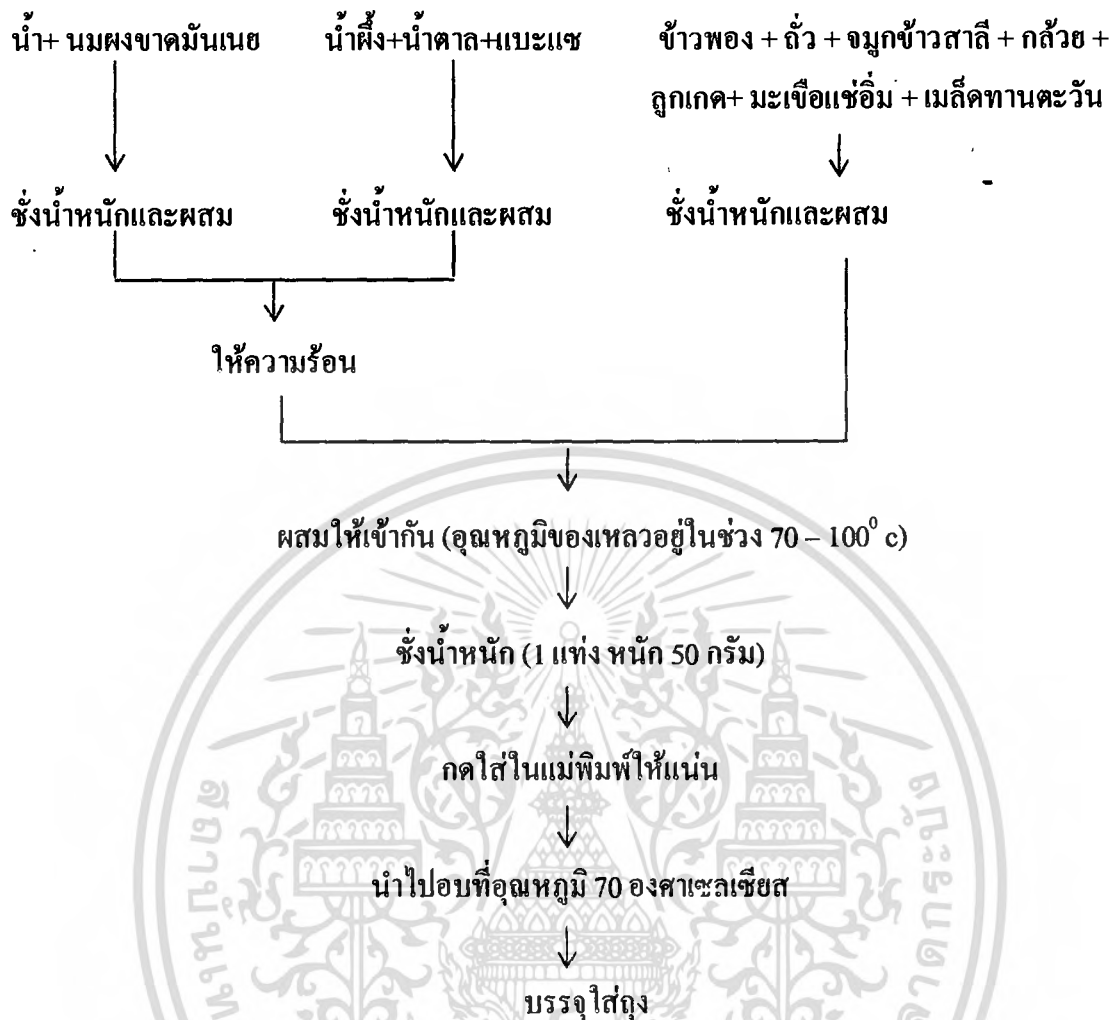 น้ำ+ นมผงขาดมันเนย
น้ำผึ้ง+น้ำตาล+แบะแซ
ข้าวพอง + ถั่ว + จมูกข้าวสาลี + กล้วย +
ลูกเกด+ มะเขือแช่อิ่ม + เมล็ดทานตะวัน
ชั่งน้ำหนักและผสม
ชั่งน้ำหนักและผสม
ชั่งน้ำหนักและผสม
ให้ความร้อน
ผสมให้เข้ากัน (อุณหภูมิของเหลวอยู่ในช่วง 70 – 100⁰ c)
ชั่งน้ำหนัก (1 แท่ง หนัก 50 กรัม)
กดใส่ในแม่พิมพ์ให้แน่น
นำไปอบที่อุณหภูมิ 70 องศาเซลเซียส
บรรจุใส่ถุง